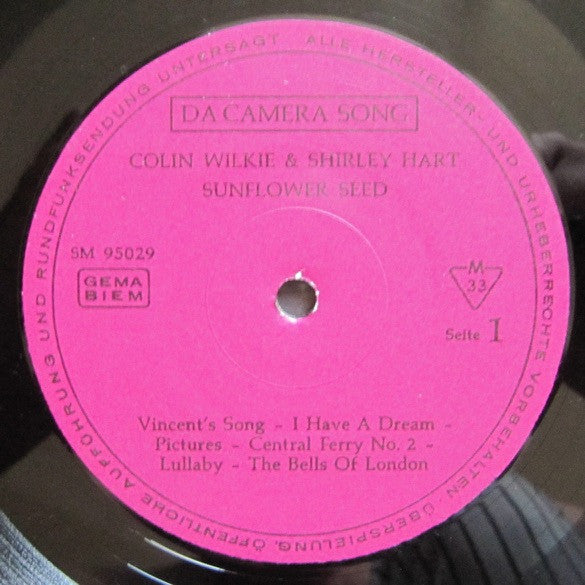 ALLE HERSTELLER- UND URHEBERRECHTE VORBEHALTEN · ÜBERSPIELUNG, ÖFFENTLICHE AUFFÜHRUNG UND RUNDFUNKSENDUNG UNTERSAGT ·
DA CAMERA SONG
COLIN WILKIE & SHIRLEY HART
SUNFLOWER SEED
SM 95029
GEMA
BIEM
M
33
Seite 1
Vincent's Song - I Have A Dream -
Pictures - Central Ferry No. 2 -
Lullaby - The Bells Of London